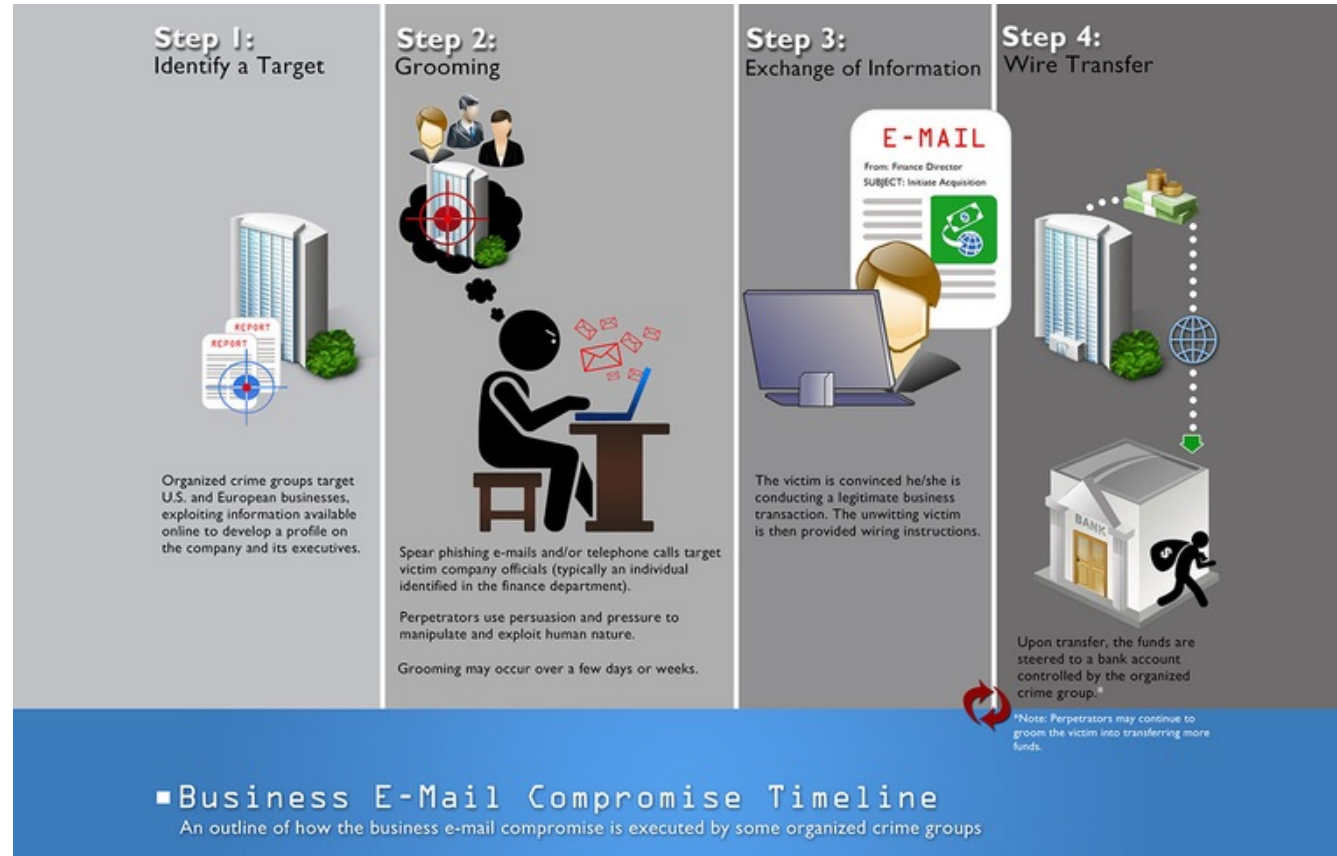 Step 1:
Identify a Target
REPORT
REPORT
Organized crime groups target
U.S. and European businesses,
exploiting information available
online to develop a profile on
the company and its executives.
Step 2:
Grooming
Spear phishing e-mails and/or telephone calls target
victim company officials (typically an individual
identified in the finance department).
Perpetrators use persuasion and pressure to
manipulate and exploit human nature.
Grooming may occur over a few days or weeks.
Step 3:
Exchange of Information
E-MAIL
From: Finance Director
SUBJECT: Initiate Acquisition
The victim is convinced he/she is
conducting a legitimate business
transaction. The unwitting victim
is then provided wiring instructions.
Step 4:
Wire Transfer
BANK
$
Upon transfer, the funds are
steered to a bank account
controlled by the organized
crime group.*
*Note: Perpetrators may continue to
groom the victim into transferring more
funds.
Business E-Mail Compromise Timeline
An outline of how the business e-mail compromise is executed by some organized crime groups